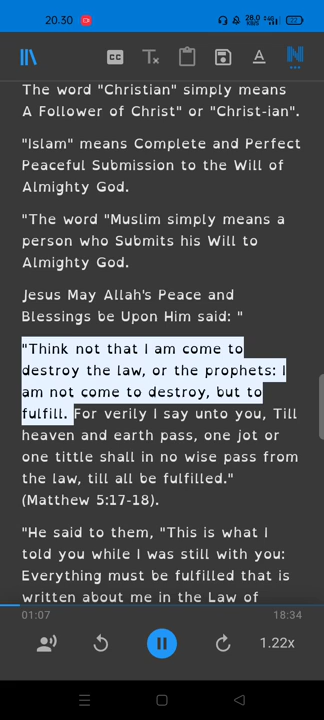 20.30
28.0
CC
The word "Christian" simply means
A Follower of Christ" or "Christ-ian".
"Islam" means Complete and Perfect
Peaceful Submission to the Will of
Almighty God.
"The word "Muslim simply means a
person who Submits his Will to
Almighty God.
Jesus May Allah's Peace and
Blessings be Upon Him said: "
"Think not that I am come to
destroy the law, or the prophets: I
am not come to destroy, but to
fulfill. For verily I say unto you, Till
heaven and earth pass, one jot or
one tittle shall in no wise pass from
the law, till all be fulfilled."
(Matthew 5:17-18).
"He said to them, "This is what I
told you while I was still with you:
Everything must be fulfilled that is
written about me in the Law of
01:07
18:34
1.22x